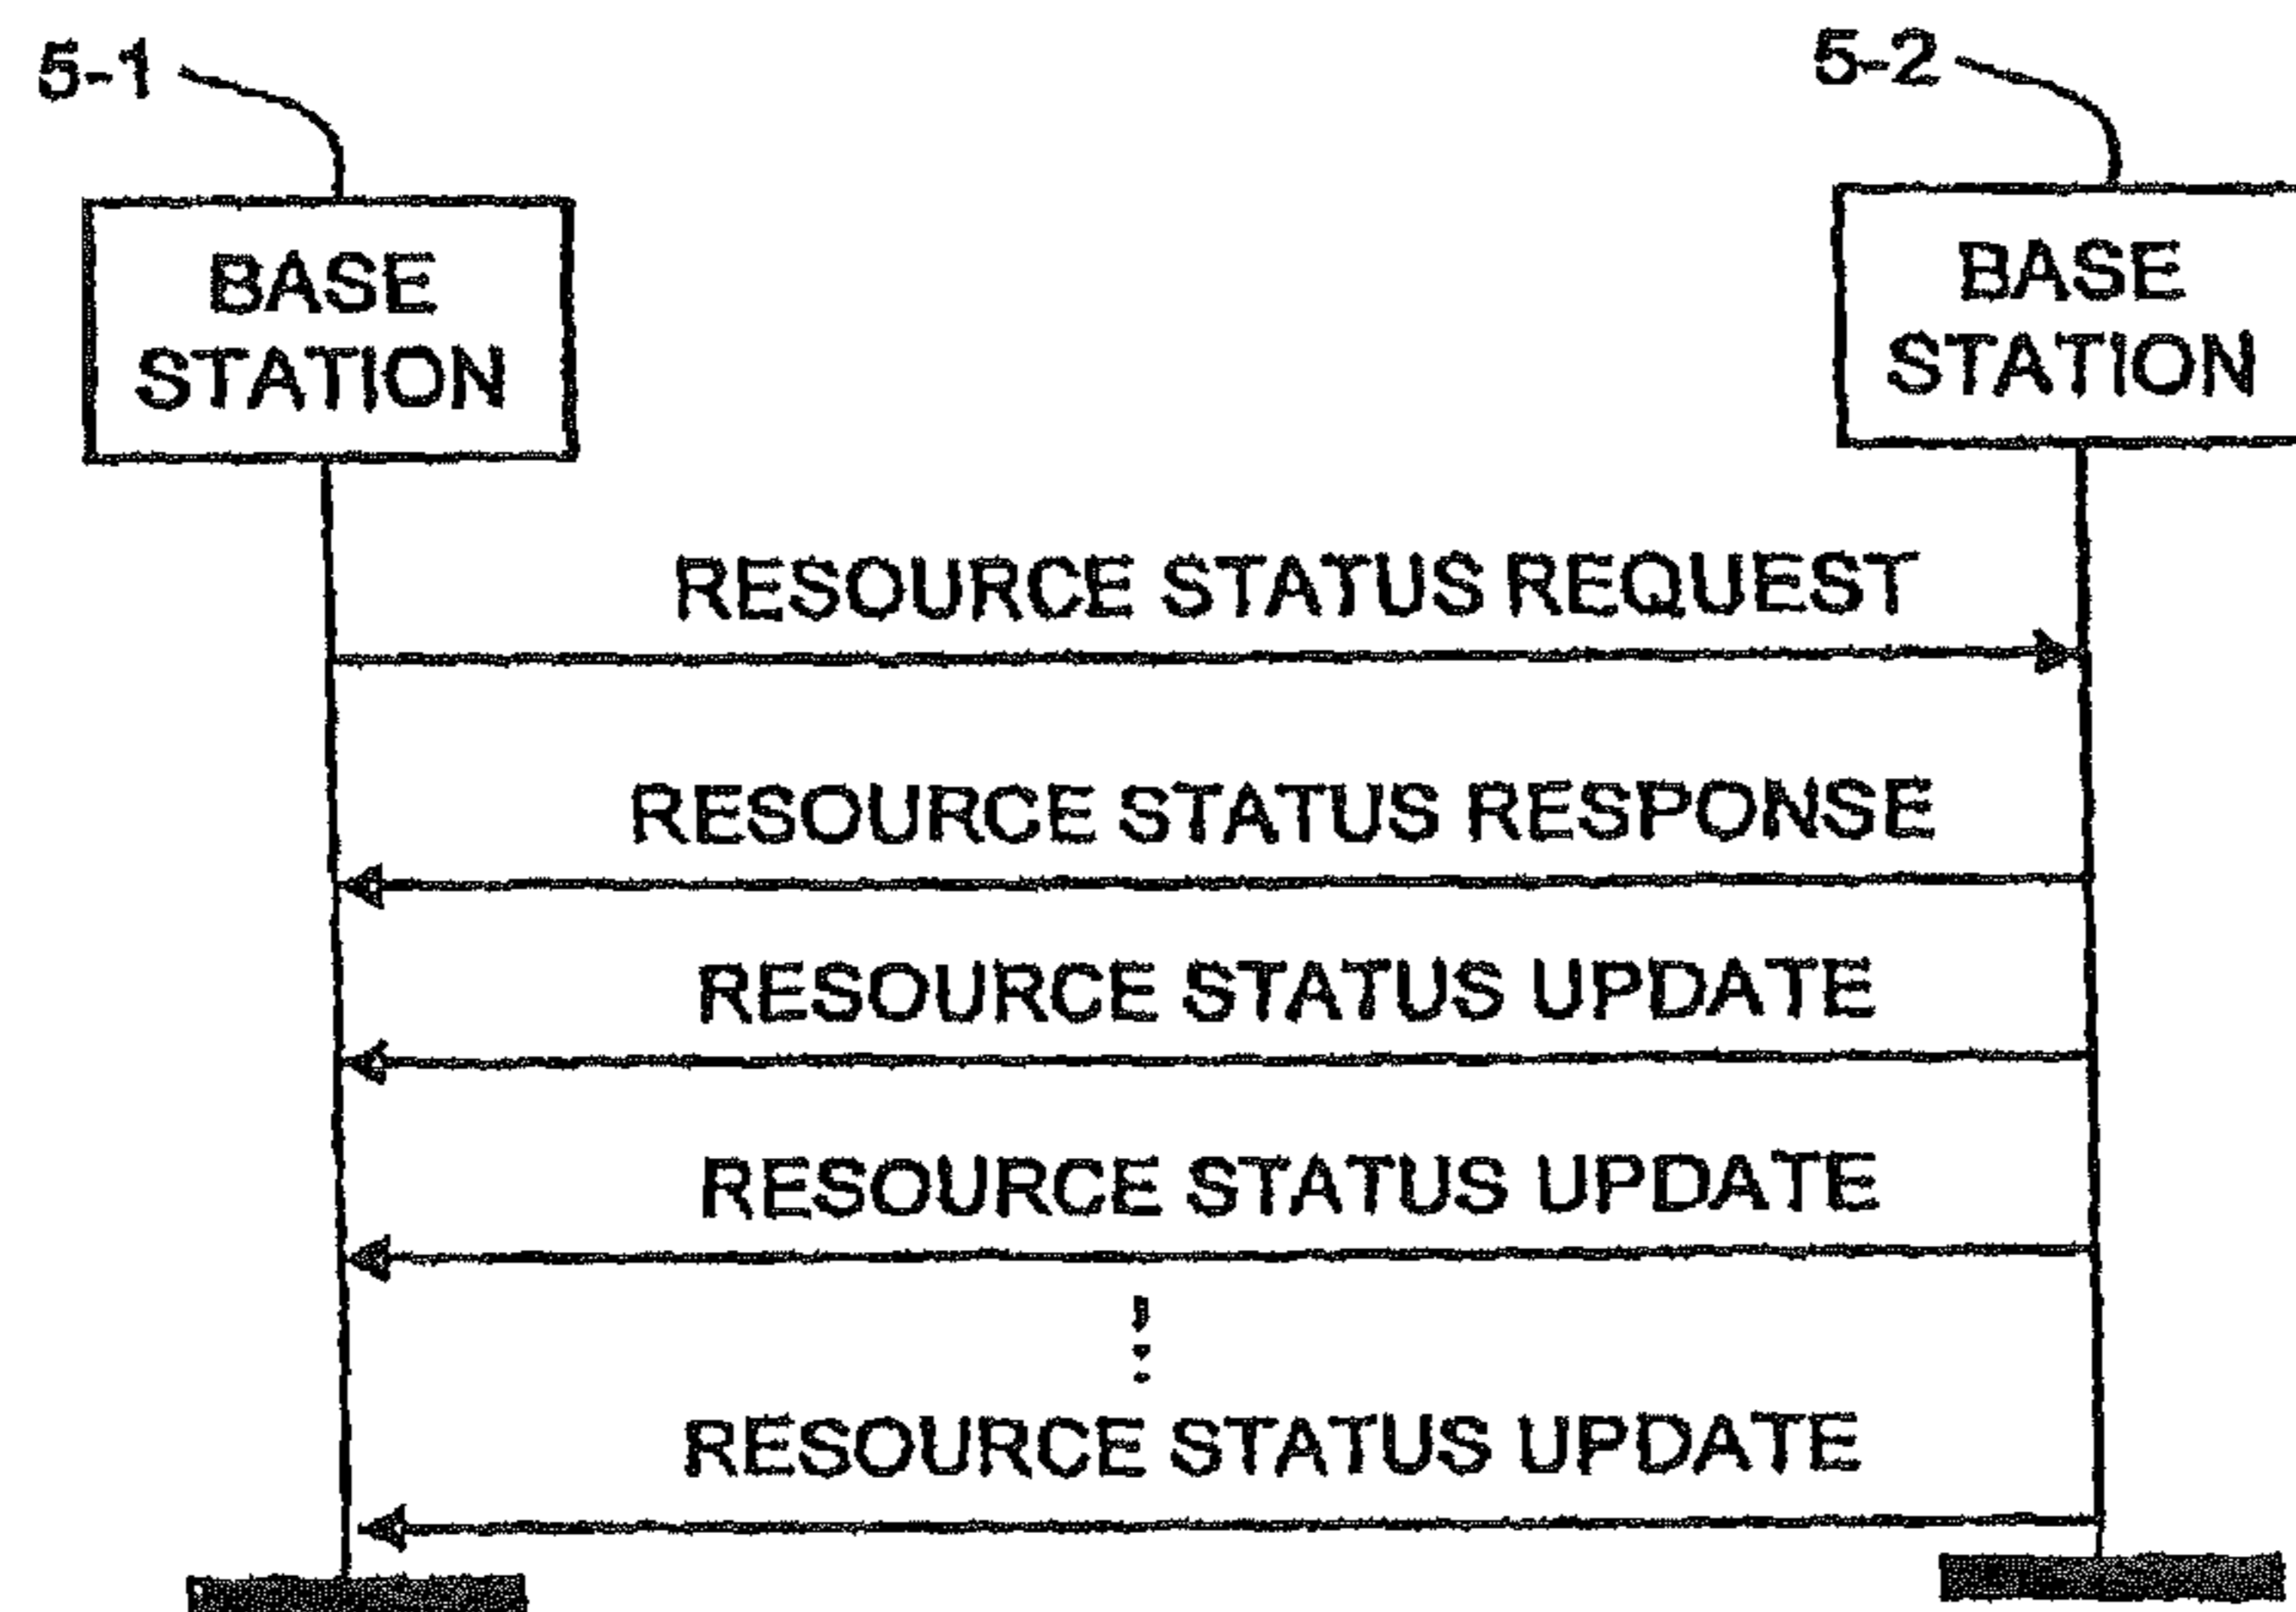 5-1
5-2
BASE
STATION
BASE
STATION
RESOURCE STATUS REQUEST
RESOURCE STATUS RESPONSE
RESOURCE STATUS UPDATE
RESOURCE STATUS UPDATE
RESOURCE STATUS UPDATE